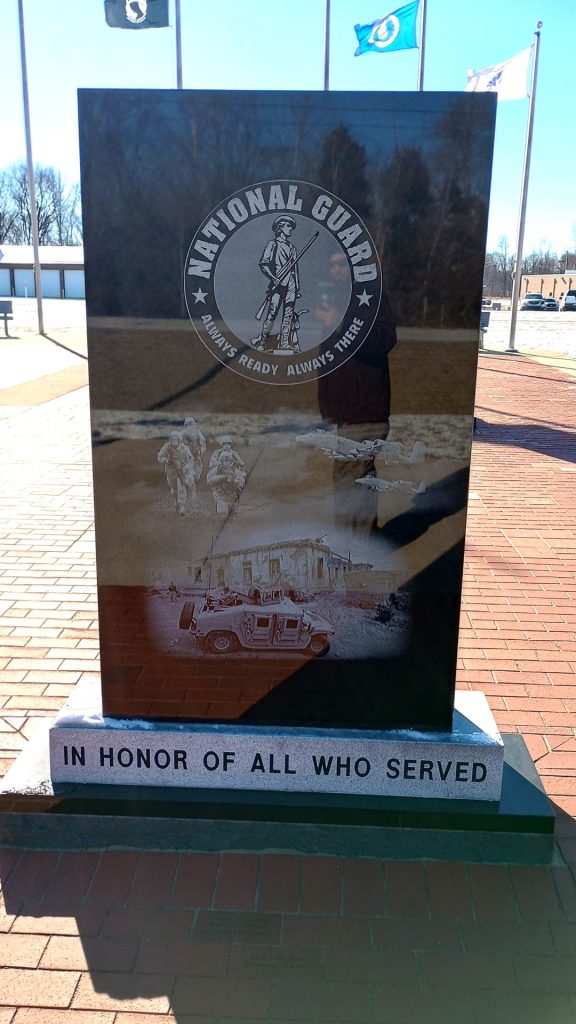 NATIONAL GUARD
ALWAYS READY ALWAYS THERE
IN HONOR OF ALL WHO SERVED